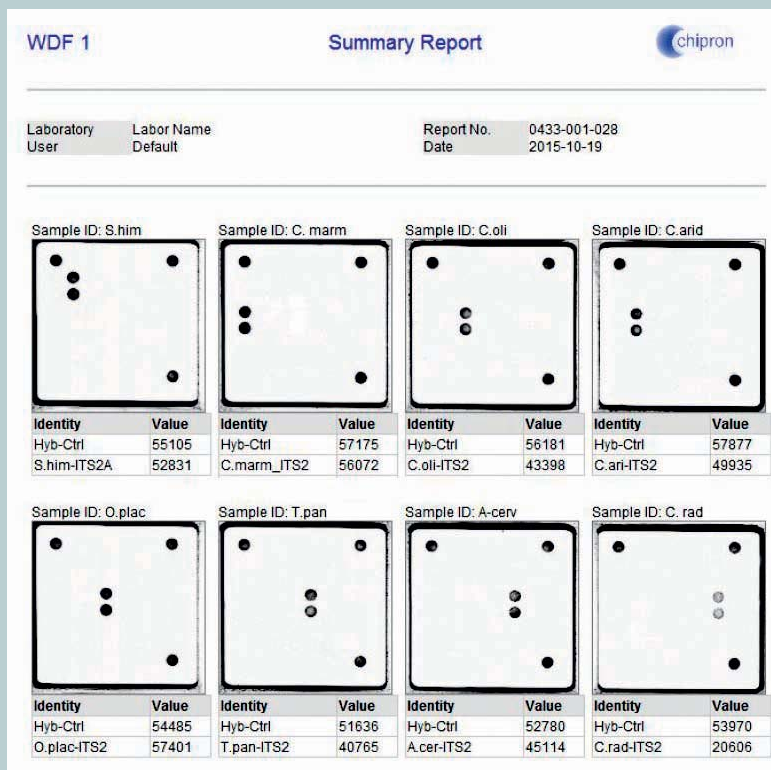 WDF 1 Summary Report chipron
Laboratory Labor Name Report No. 0433-001-028
User Default Date 2015-10-19
Sample ID: S.him Sample ID: C. marm Sample ID: C.oli Sample ID: C.arid
Identity Value Identity Value Identity Value Identity Value
Hyb-Ctrl 55105 Hyb-Ctrl 57175 Hyb-Ctrl 56181 Hyb-Ctrl 57877
S.him-ITS2A 52831 C.marm_ITS2 56072 C.oli-ITS2 43398 C.ari-ITS2 49935
Sample ID: O.plac Sample ID: T.pan Sample ID: A-cerv Sample ID: C. rad
Identity Value Identity Value Identity Value Identity Value
Hyb-Ctrl 54485 Hyb-Ctrl 51636 Hyb-Ctrl 52780 Hyb-Ctrl 53970
O.plac-ITS2 57401 T.pan-ITS2 40765 A.cer-ITS2 45114 C.rad-ITS2 20606